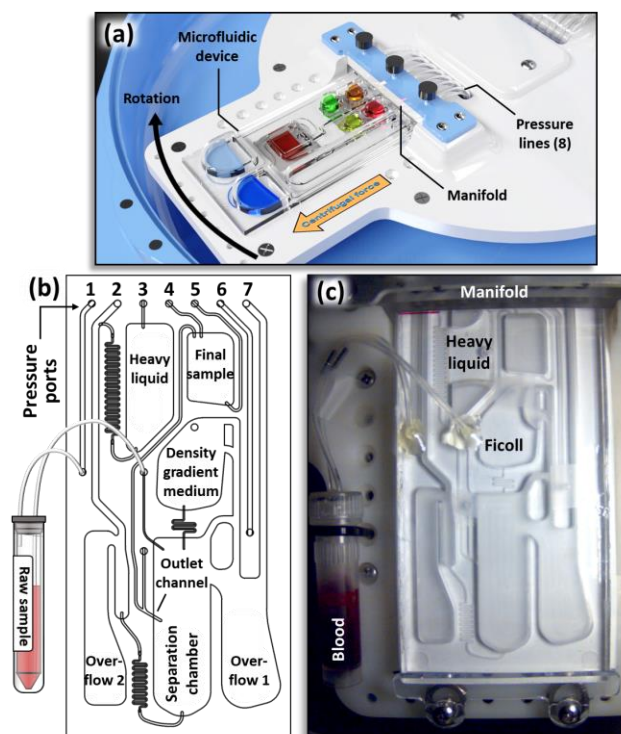 (a)
Microfluidic
device
Rotation
Pressure
lines (8)
Manifold
Centrifugal force
(b)
1 2 3 4 5 6 7
Pressure
ports
Heavy
liquid
Final
sample
Density
gradient
medium
Outlet
channel
Raw sample
Over-
flow 2
Separation
chamber
Over-
flow 1
(c)
Manifold
Heavy
liquid
Ficoll
Blood